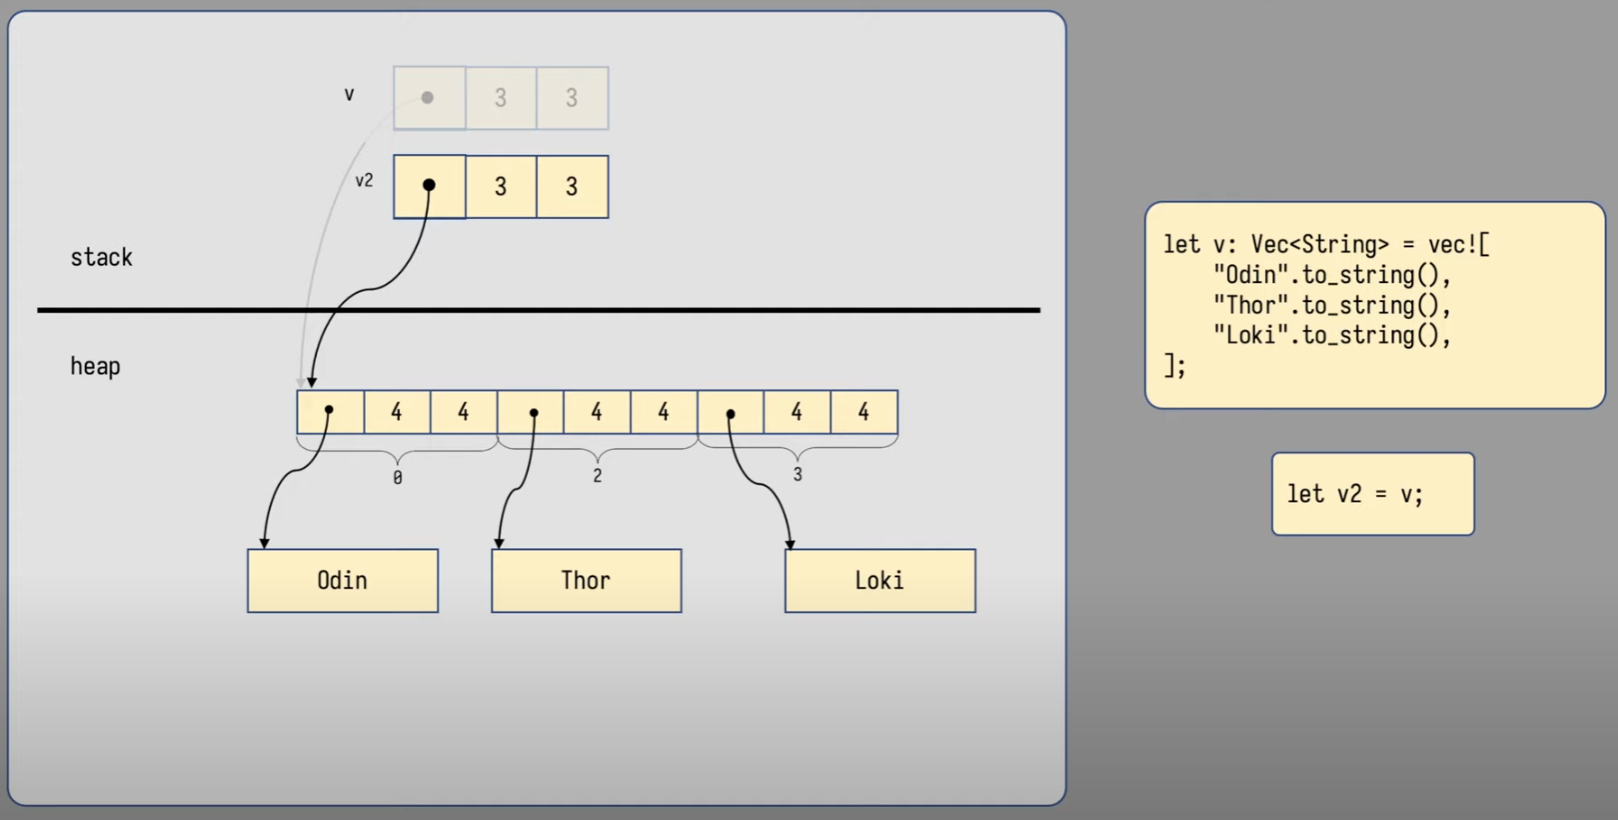 v 3 3
v2 3 3
stack
heap
4 4 4 4 4 4
0 2 3
Odin Thor Loki
let v: Vec<String> = vec![
"Odin".to_string(),
"Thor".to_string(),
"Loki".to_string(),
];
let v2 = v;